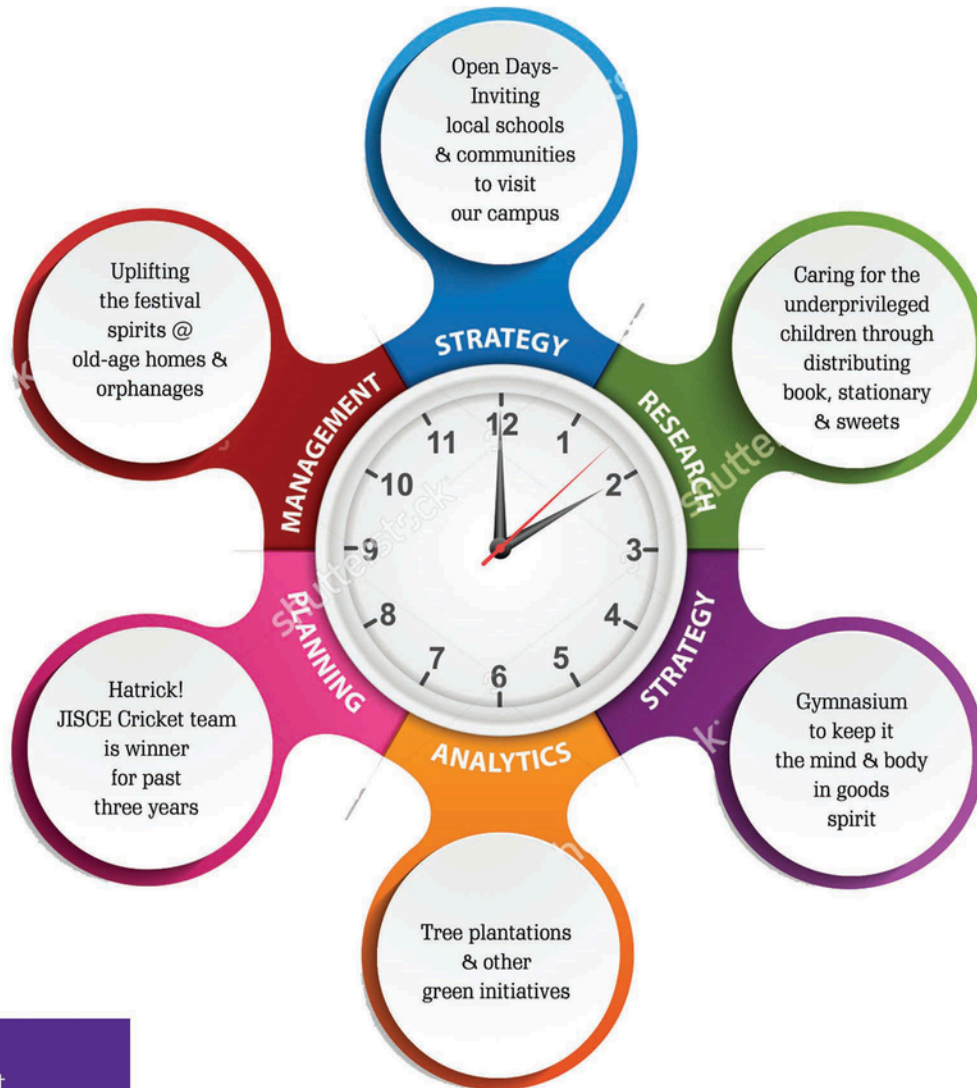 Open Days-
Inviting
local schools
& communities
to visit
our campus
STRATEGY
Caring for the
underprivileged
children through
distributing
book, stationary
& sweets
RESEARCH
Gymnasium
to keep it
the mind & body
in goods
spirit
STRATEGY
Tree plantations
& other
green initiatives
ANALYTICS
Hatrick!
JISCE Cricket team
is winner
for past
three years
PLANNING
Uplifting
the festival
spirits @
old-age homes &
orphanages
MANAGEMENT
12
1
2
3
4
5
6
7
8
9
10
11
shutterstock